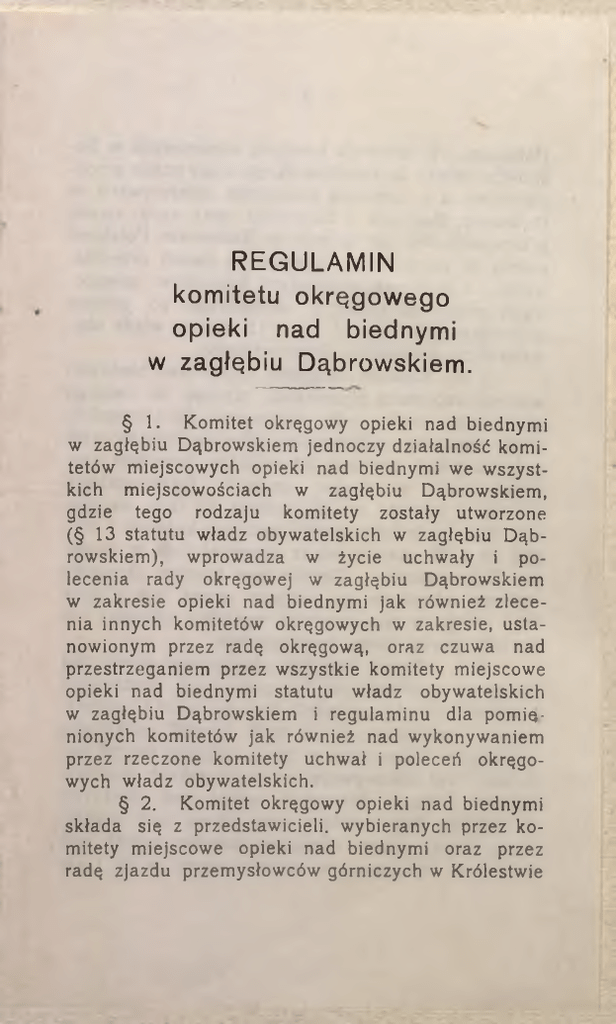 REGULAMIN
komitetu okręgowego
opieki nad biednymi
w zagłębiu Dąbrowskiem.
§ 1. Komitet okręgowy opieki nad biednymi
w zagłębiu Dąbrowskiem jednoczy działalność komi-
tetów miejscowych opieki nad biednymi we wszyst-
kich miejscowościach w zagłębiu Dąbrowskiem,
gdzie tego rodzaju komitety zostały utworzone
(§ 13 statutu władz obywatelskich w zagłębiu Dąb-
rowskiem), wprowadza w życie uchwały i po-
lecenia rady okręgowej w zagłębiu Dąbrowskiem
w zakresie opieki nad biednymi jak również zlece-
nia innych komitetów okręgowych w zakresie, usta-
nowionym przez radę okręgową, oraz czuwa nad
przestrzeganiem przez wszystkie komitety miejscowe
opieki nad biednymi statutu władz obywatelskich
w zagłębiu Dąbrowskiem i regulaminu dla pomię-
nionych komitetów jak również nad wykonywaniem
przez rzeczone komitety uchwał i poleceń okręgo-
wych władz obywatelskich.
§ 2. Komitet okręgowy opieki nad biednymi
składa się z przedstawicieli. wybieranych przez ko-
mitety miejscowe opieki nad biednymi oraz przez
radę zjazdu przemysłowców górniczych w Królestwie